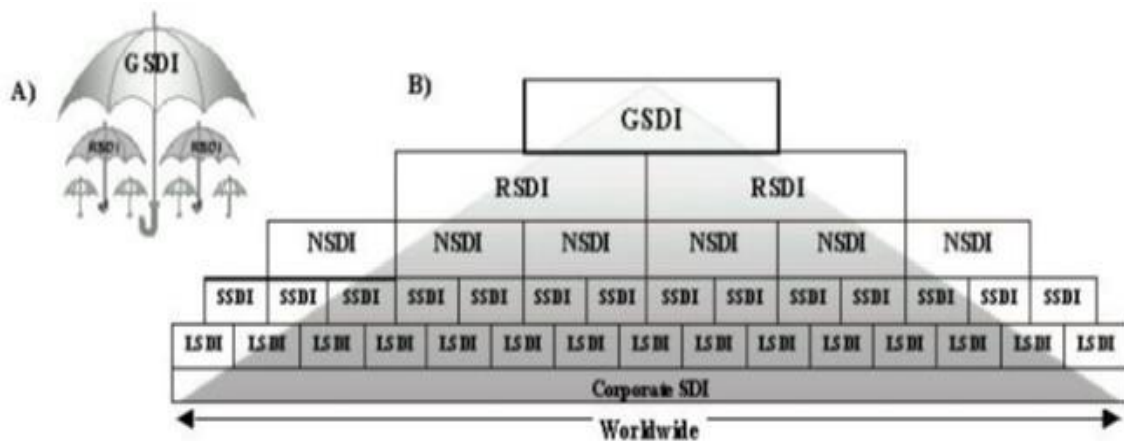 A)
GSDI
RSDI RSDI
B)
GSDI
RSDI RSDI
NSDI NSDI NSDI NSDI NSDI NSDI
SSDI SSDI SSDI SSDI SSDI SSDI SSDI SSDI SSDI SSDI SSDI SSDI SSDI SSDI
LSDI LSDI LSDI LSDI LSDI LSDI LSDI LSDI LSDI LSDI LSDI LSDI LSDI LSDI LSDI
Corporate SDI
Worldwide